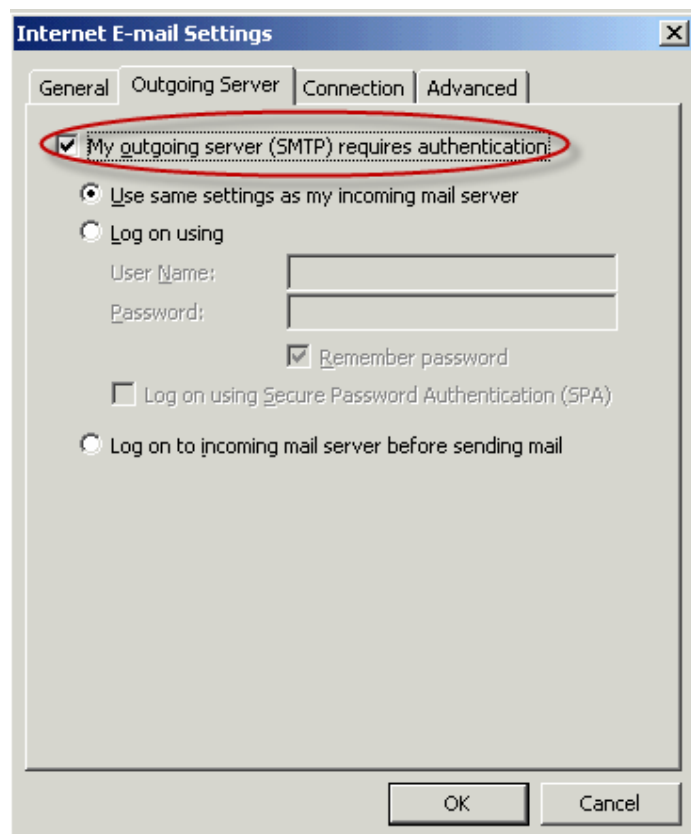 Internet E-mail Settings
General Outgoing Server Connection Advanced
My outgoing server (SMTP) requires authentication
Use same settings as my incoming mail server
Log on using
User Name:
Password:
Remember password
Log on using Secure Password Authentication (SPA)
Log on to incoming mail server before sending mail
OK Cancel